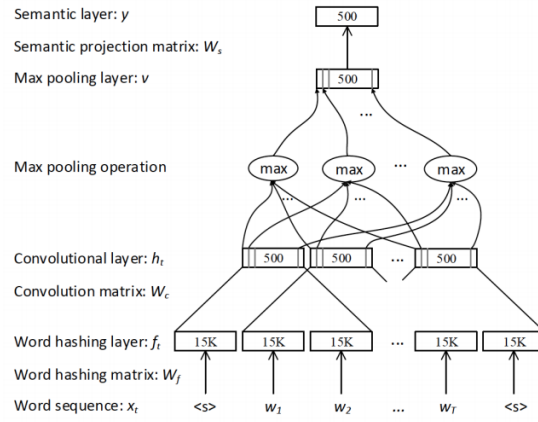 Semantic layer: y 500
Semantic projection matrix: Ws
Max pooling layer: v 500
...
Max pooling operation max max ... max
... ... ...
Convolutional layer: ht 500 500 ... 500
Convolution matrix: Wc
Word hashing layer: ft 15K 15K 15K ... 15K 15K
Word hashing matrix: Wf
Word sequence: xt <s> w1 w2 ... wT <s>